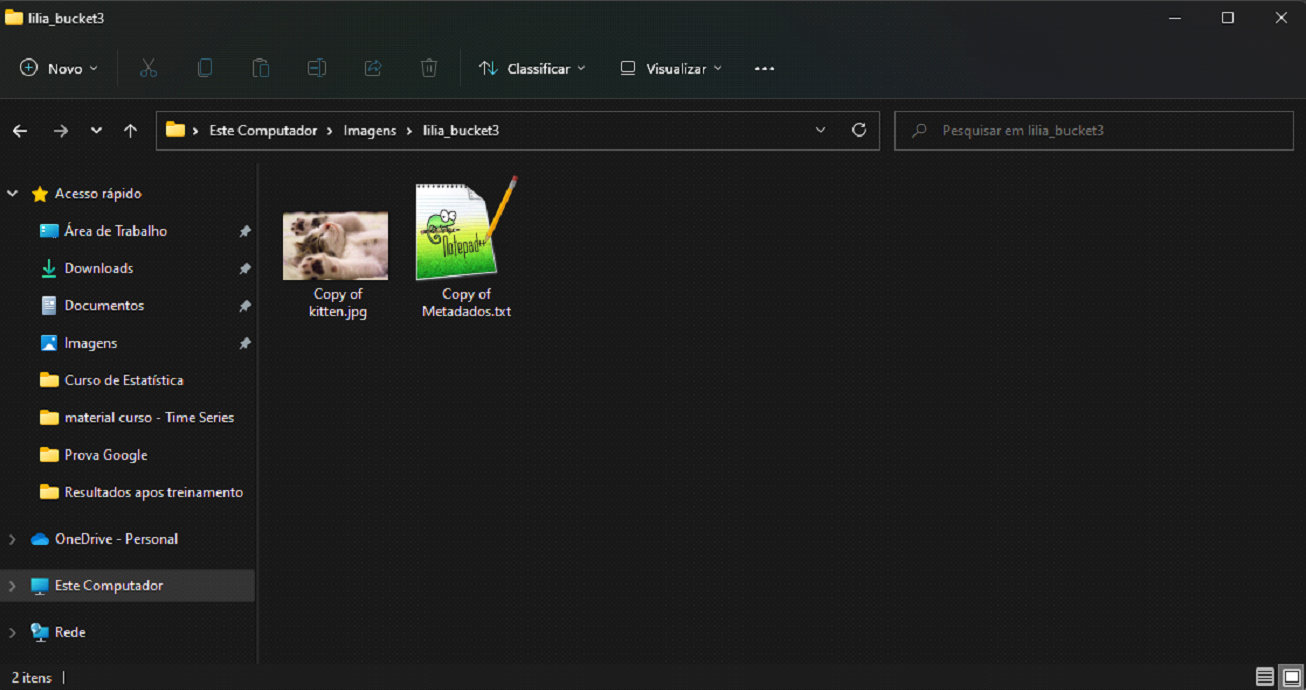 lilia_bucket3
Novo
Classificar
Visualizar
Este Computador > Imagens > lilia_bucket3
Pesquisar em lilia_bucket3
Acesso rápido
Área de Trabalho
Downloads
Documentos
Imagens
Curso de Estatística
material curso - Time Series
Prova Google
Resultados apos treinamento
OneDrive - Personal
Este Computador
Rede
Notepad++
Copy of
kitten.jpg
Copy of
Metadados.txt
2 itens